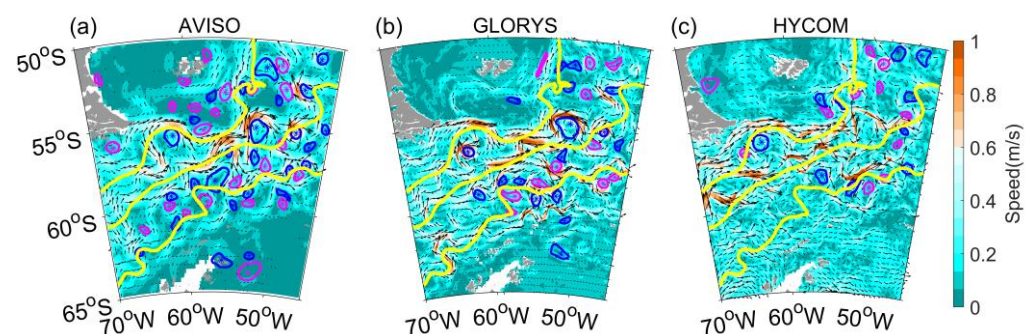 (a) AVISO
(b) GLORYS
(c) HYCOM
50°S
55°S
60°S
65°S
70°W 60°W 50°W
70°W 60°W 50°W
70°W 60°W 50°W
1
0.8
0.6
0.4
0.2
0
Speed(m/s)